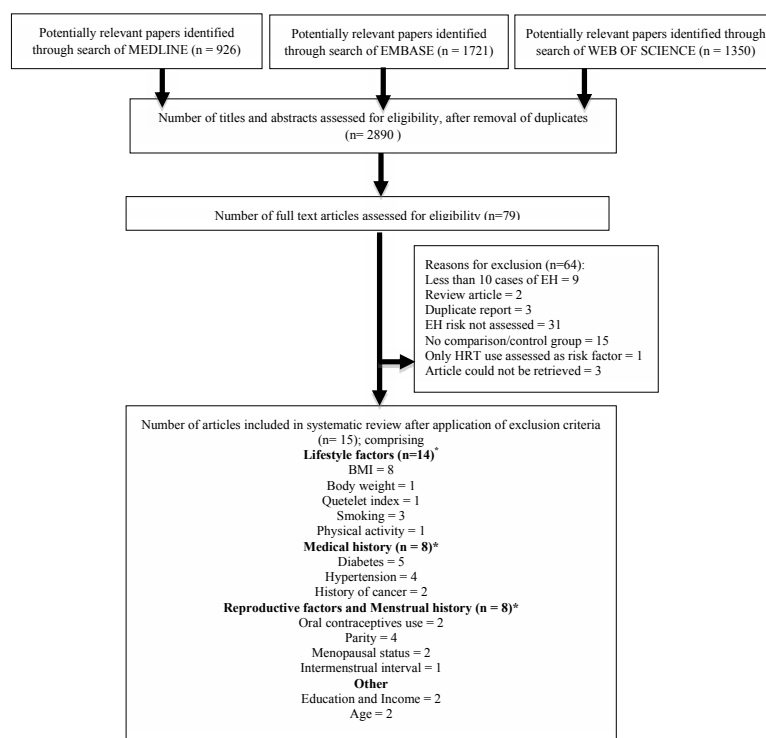 Potentially relevant papers identified
through search of MEDLINE (n = 926)
Potentially relevant papers identified
through search of EMBASE (n = 1721)
Potentially relevant papers identified through
search of WEB OF SCIENCE (n = 1350)
Number of titles and abstracts assessed for eligibility, after removal of duplicates
(n= 2890 )
Number of full text articles assessed for eligibility (n=79)
Reasons for exclusion (n=64):
Less than 10 cases of EH = 9
Review article = 2
Duplicate report = 3
EH risk not assessed = 31
No comparison/control group = 15
Only HRT use assessed as risk factor = 1
Article could not be retrieved = 3
Number of articles included in systematic review after application of exclusion criteria
(n= 15); comprising
Lifestyle factors (n=14)*
BMI = 8
Body weight = 1
Quetelet index = 1
Smoking = 3
Physical activity = 1
Medical history (n = 8)*
Diabetes = 5
Hypertension = 4
History of cancer = 2
Reproductive factors and Menstrual history (n = 8)*
Oral contraceptives use = 2
Parity = 4
Menopausal status = 2
Intermenstrual interval = 1
Other
Education and Income = 2
Age = 2